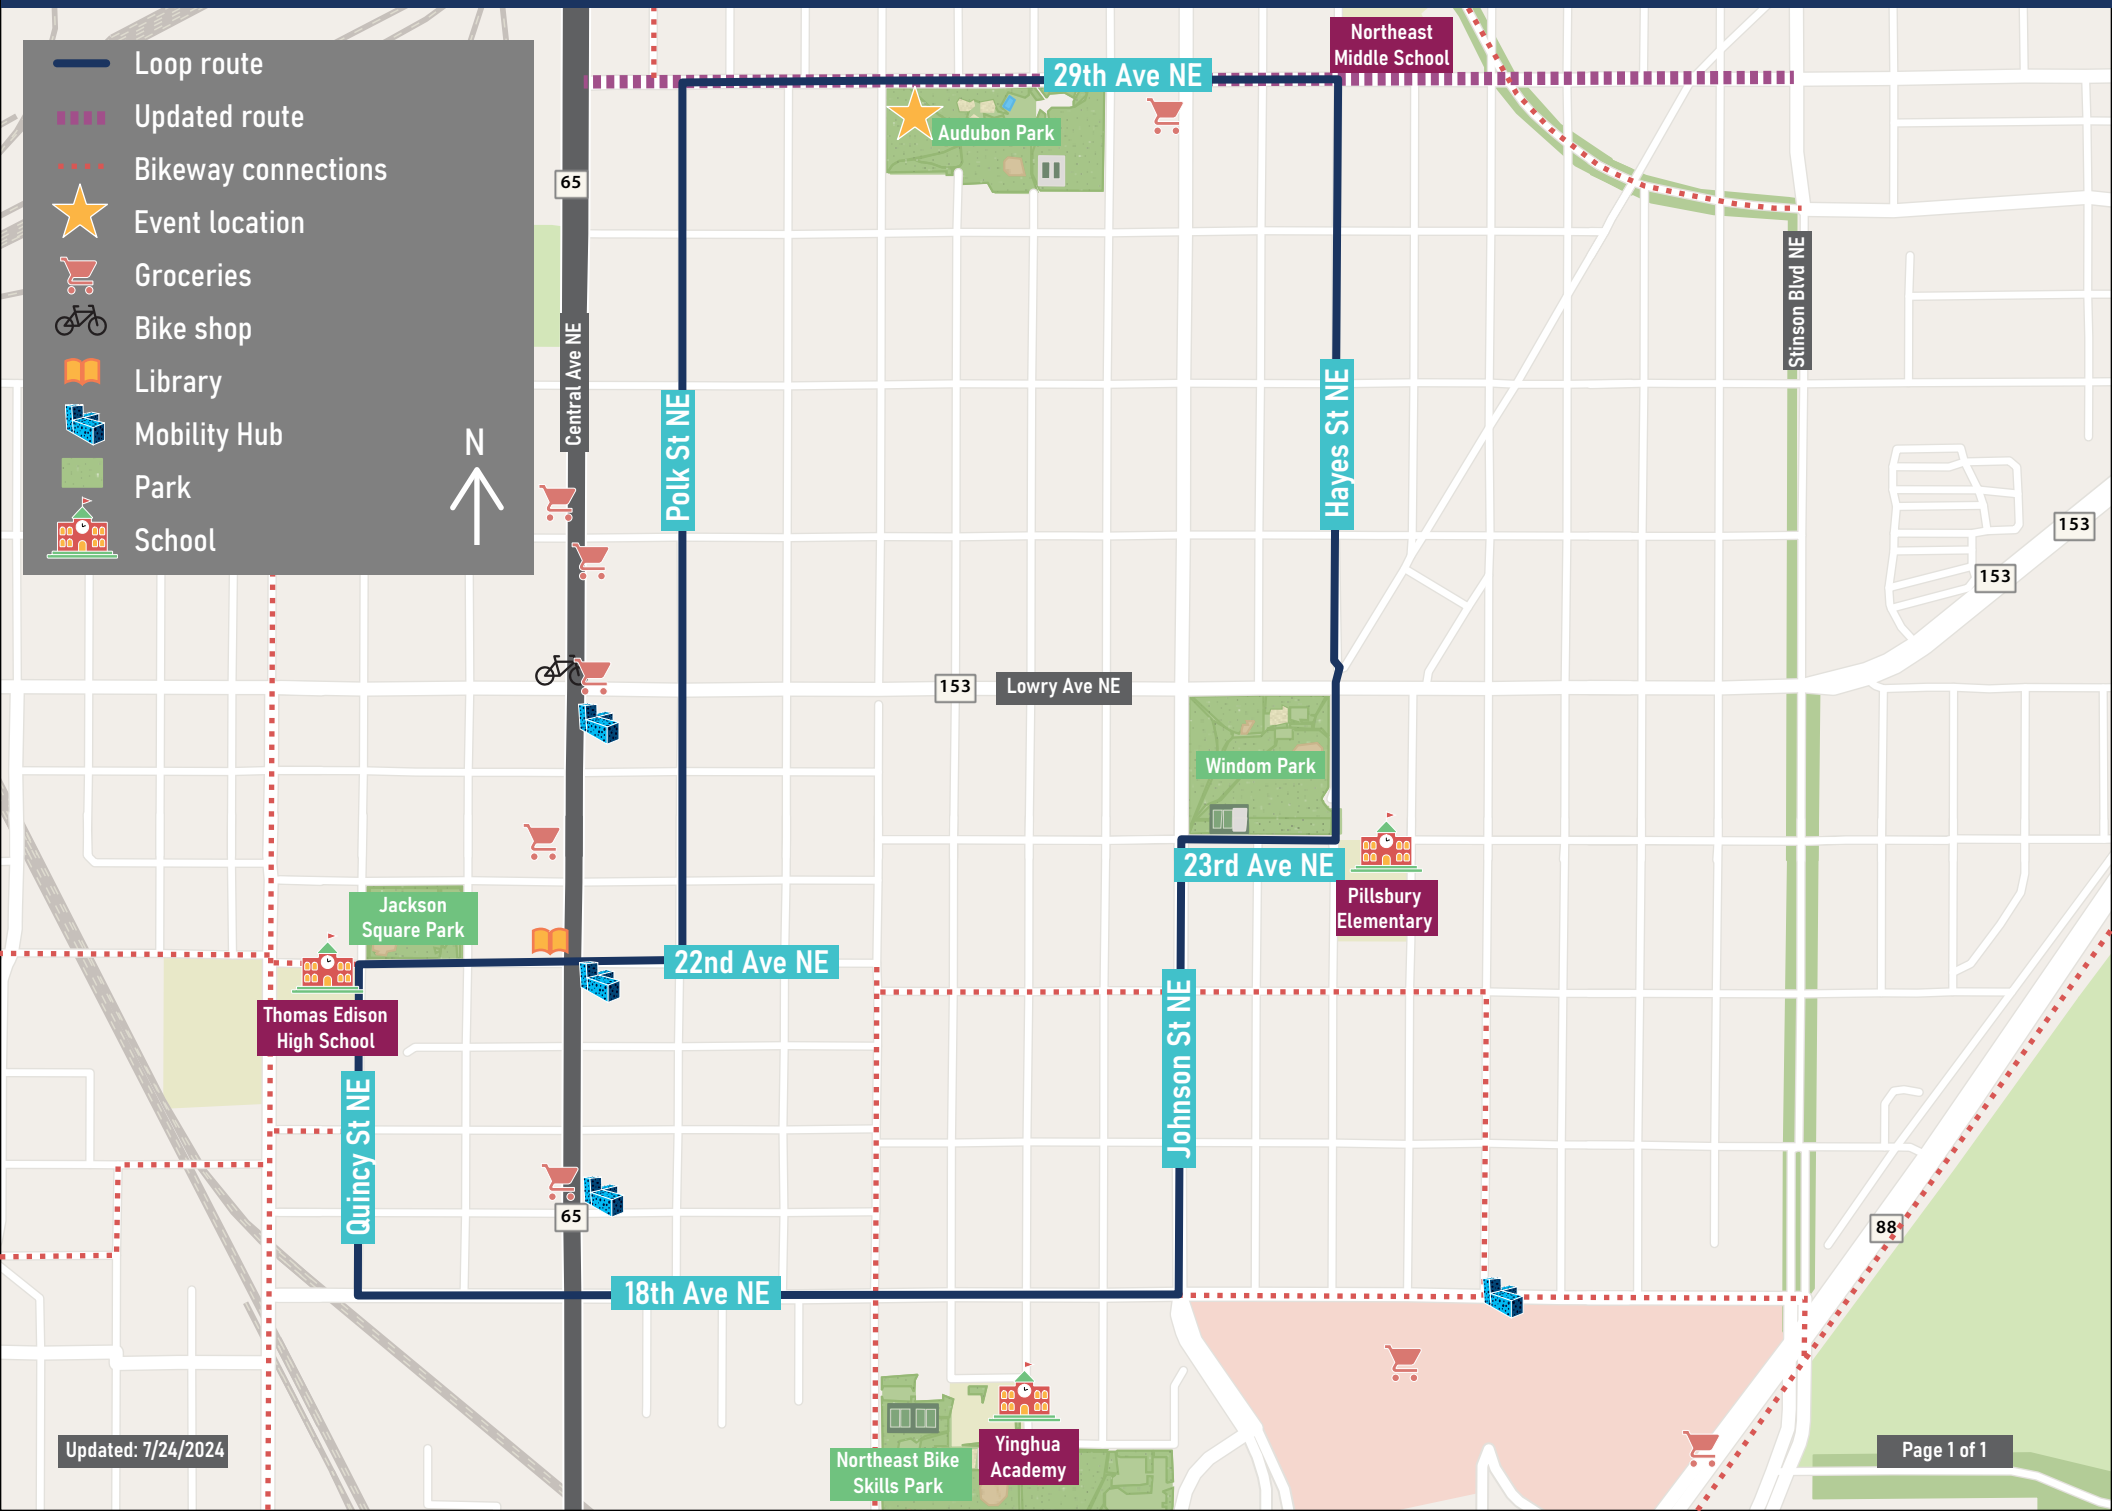 Loop route
Updated route
Bikeway connections
Event location
Groceries
Bike shop
Library
Mobility Hub
Park
School
N
Northeast
Middle School
29th Ave NE
Audubon Park
65
Stinson Blvd NE
Central Ave NE
Polk St NE
Hayes St NE
153
153
153
Lowry Ave NE
Windom Park
23rd Ave NE
Pillsbury
Elementary
Jackson
Square Park
22nd Ave NE
Thomas Edison
High School
Johnson St NE
Quincy St NE
65
88
18th Ave NE
Updated: 7/24/2024
Northeast Bike
Skills Park
Yinghua
Academy
Page 1 of 1